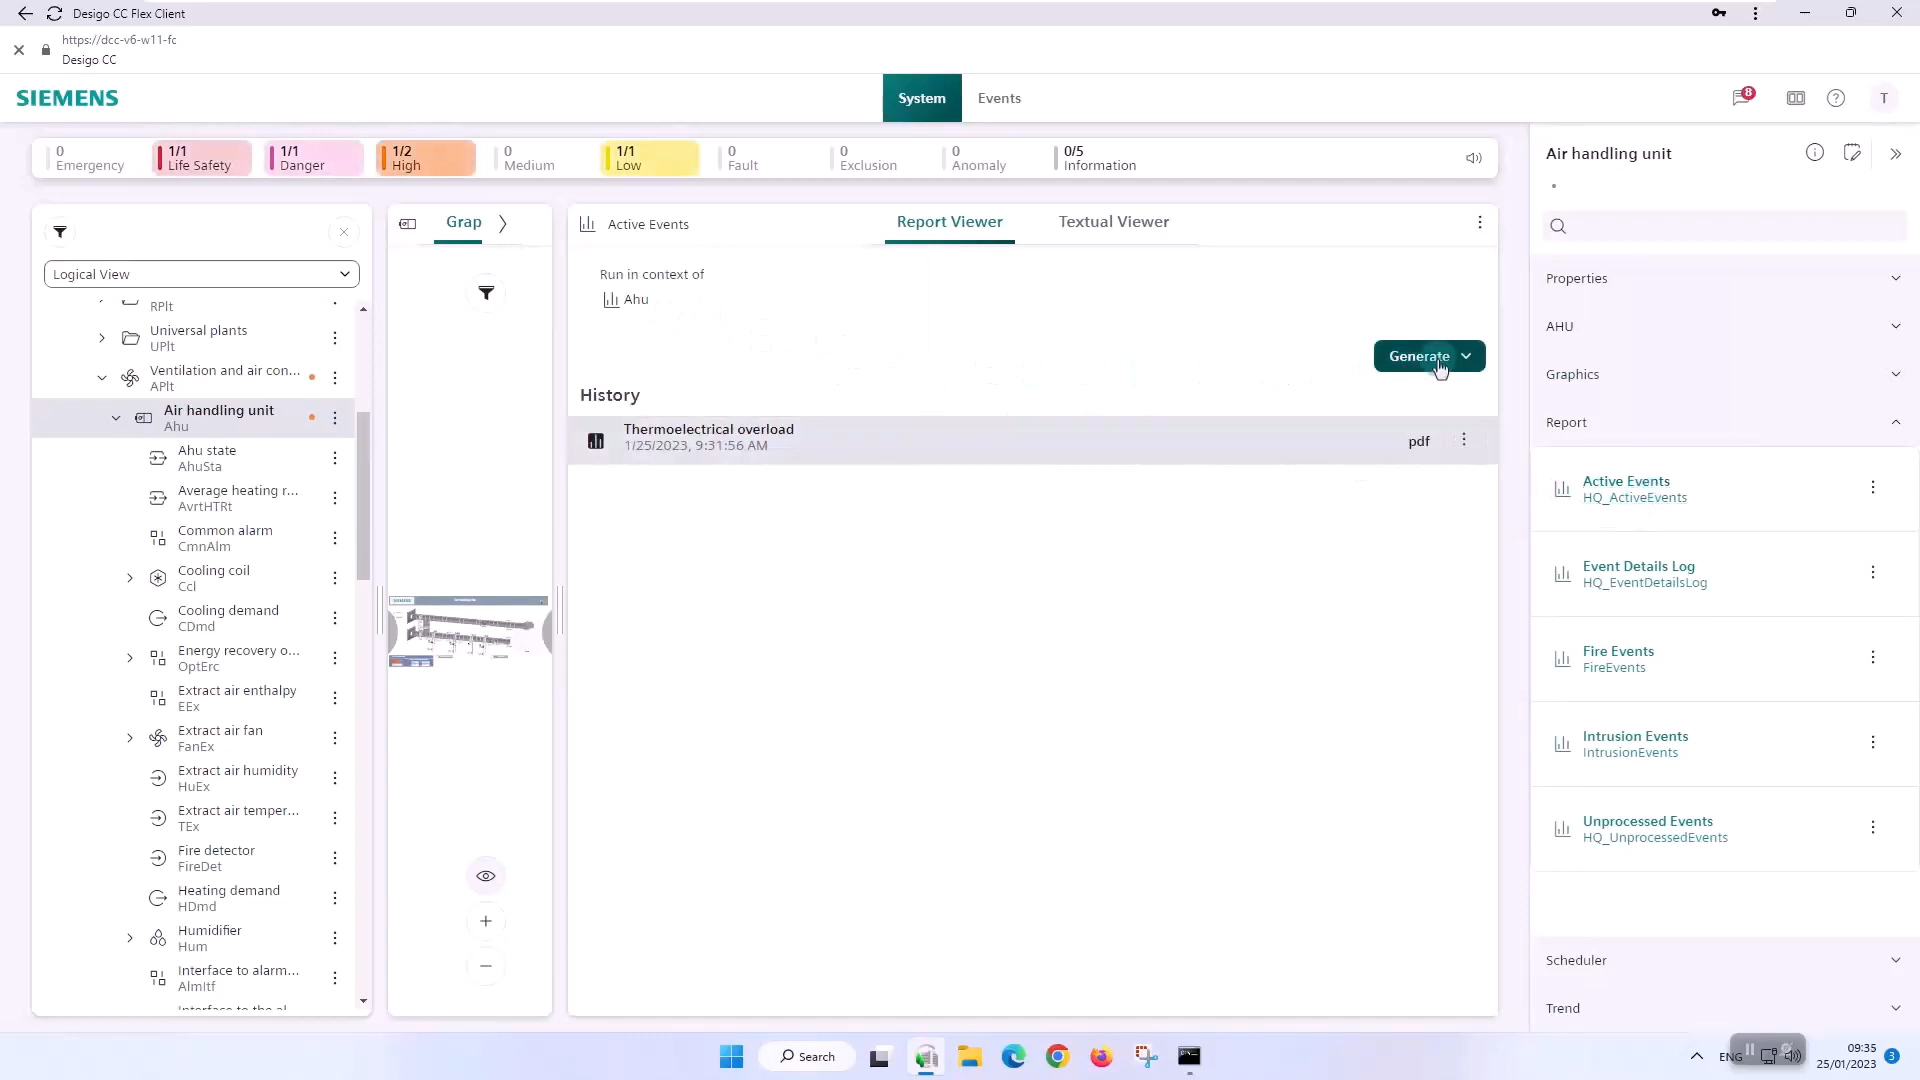 Desigo CC Flex Client
https://dcc-v6-w11-fc
Desigo CC
SIEMENS
System
Events
8
T
0
Emergency
1/1
Life Safety
1/1
Danger
1/2
High
0
Medium
1/1
Low
0
Fault
0
Exclusion
0
Anomaly
0/5
Information
Logical View
RPlt
Universal plants
UPlt
Ventilation and air con...
APlt
Air handling unit
Ahu
Ahu state
AhuSta
Average heating r...
AvrtHTRt
Common alarm
CmnAlm
Cooling coil
Ccl
Cooling demand
CDmd
Energy recovery o...
OptErc
Extract air enthalpy
EEx
Extract air fan
FanEx
Extract air humidity
HuEx
Extract air temper...
TEx
Fire detector
FireDet
Heating demand
HDmd
Humidifier
Hum
Interface to alarm...
AlmItf
Interface to the al
Grap
Active Events
Report Viewer
Textual Viewer
Run in context of
Ahu
Generate
History
Thermoelectrical overload
1/25/2023, 9:31:56 AM
pdf
Air handling unit
Properties
AHU
Graphics
Report
Active Events
HQ_ActiveEvents
Event Details Log
HQ_EventDetailsLog
Fire Events
FireEvents
Intrusion Events
IntrusionEvents
Unprocessed Events
HQ_UnprocessedEvents
Scheduler
Trend
Search
ENG
09:35
25/01/2023
3